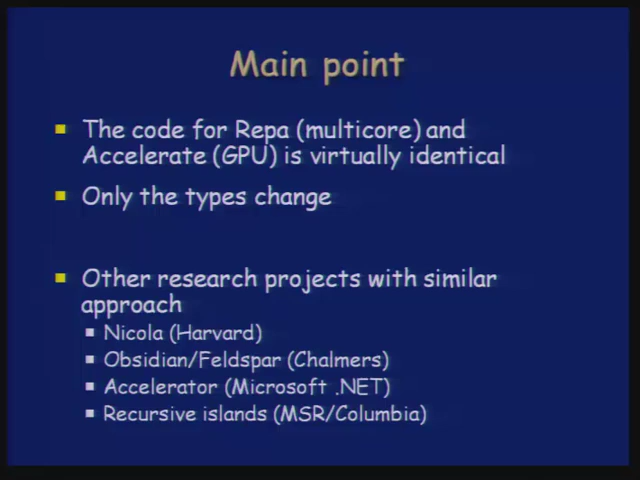 Main point
The code for Repa (multicore) and
Accelerate (GPU) is virtually identical
Only the types change
Other research projects with similar
approach
Nicola (Harvard)
Obsidian/Feldspar (Chalmers)
Accelerator (Microsoft .NET)
Recursive islands (MSR/Columbia)